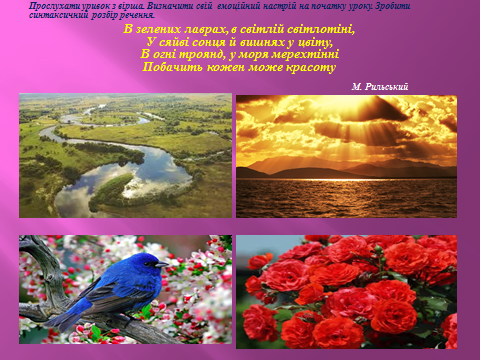 Прослухати уривок з вірша. Визначити свій емоційний настрій на початку уроку. Зробити
синтаксичний розбір речення.
В зелених лаврах, в світлій світлотіні,
У сяйві сонця й вишнях у цвіту,
В огні троянд, у моря мерехтінні
Побачить кожен може красоту
М. Рильський